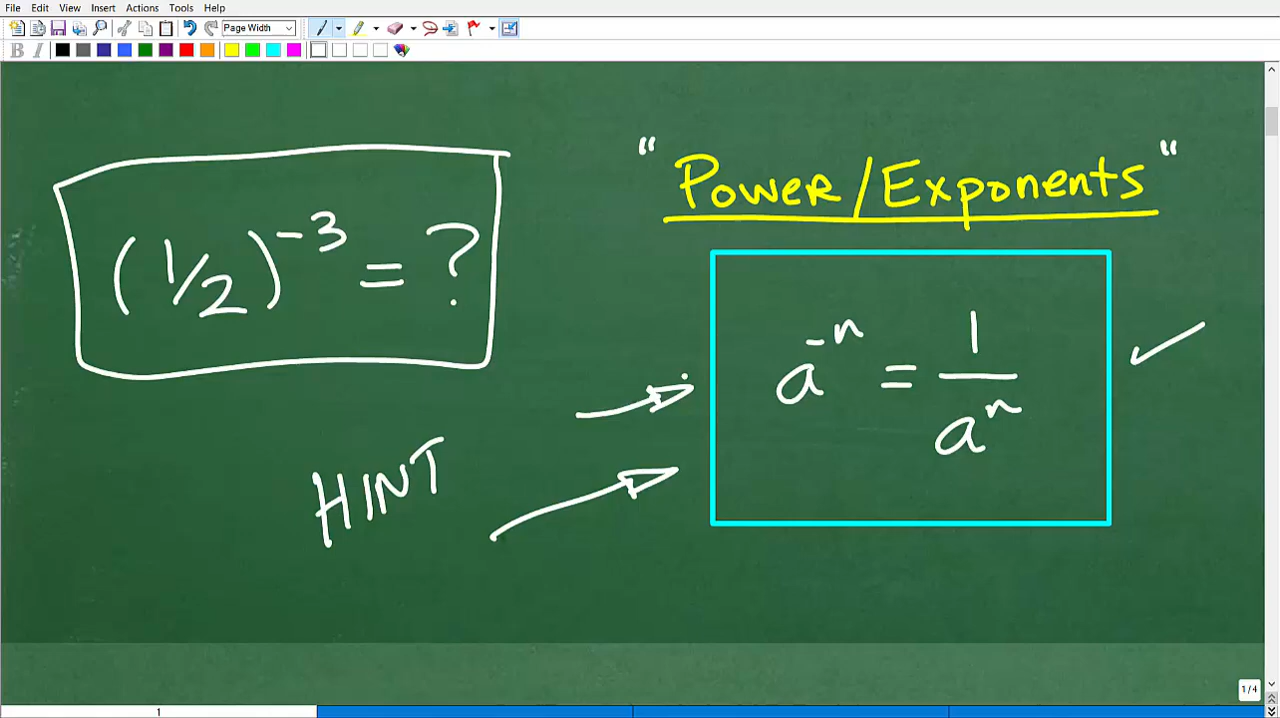 File Edit View Insert Actions Tools Help
Page Width
B I
(1/2)^-3 = ?
"Power/Exponents"
a^-n = 1/a^n
HINT
1/4
1